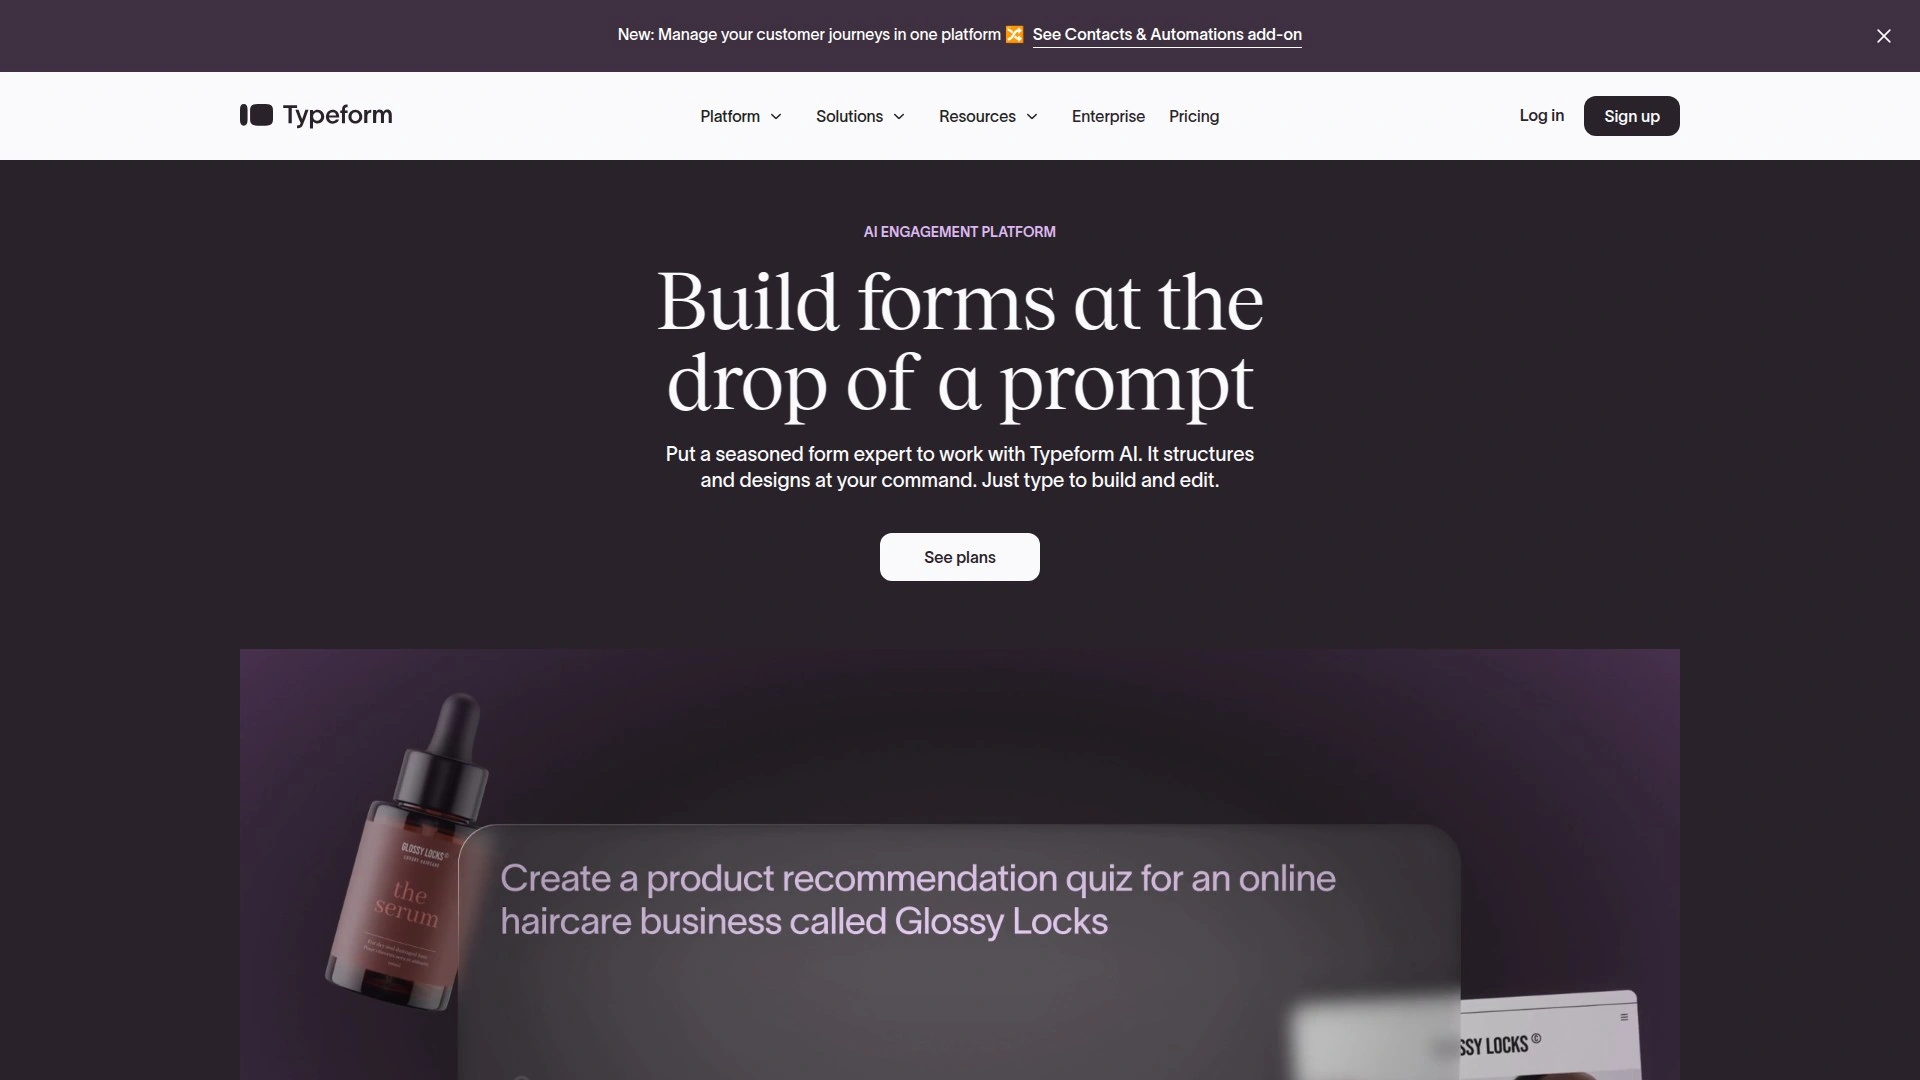 New: Manage your customer journeys in one platform 🔀 See Contacts & Automations add-on
Typeform
Platform
Solutions
Resources
Enterprise
Pricing
Log in
Sign up
AI ENGAGEMENT PLATFORM
Build forms at the
drop of a prompt
Put a seasoned form expert to work with Typeform AI. It structures
and designs at your command. Just type to build and edit.
See plans
GLOSSY LOCKS©
the
serum
Create a product recommendation quiz for an online
haircare business called Glossy Locks
SSY LOCKS ©